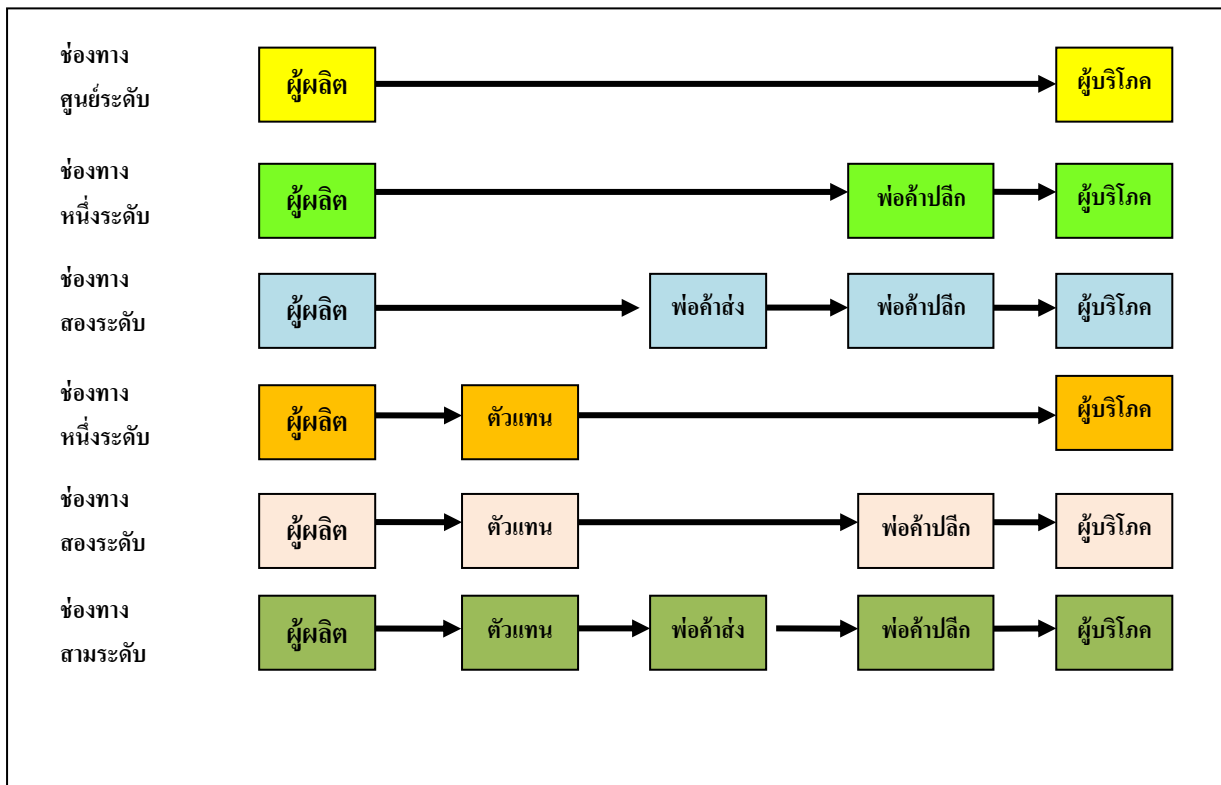 ช่องทาง
ศูนย์ระดับ
ผู้ผลิต
ผู้บริโภค
ช่องทาง
หนึ่งระดับ
ผู้ผลิต
พ่อค้าปลีก
ผู้บริโภค
ช่องทาง
สองระดับ
ผู้ผลิต
พ่อค้าส่ง
พ่อค้าปลีก
ผู้บริโภค
ช่องทาง
หนึ่งระดับ
ผู้ผลิต
ตัวแทน
ผู้บริโภค
ช่องทาง
สองระดับ
ผู้ผลิต
ตัวแทน
พ่อค้าปลีก
ผู้บริโภค
ช่องทาง
สามระดับ
ผู้ผลิต
ตัวแทน
พ่อค้าส่ง
พ่อค้าปลีก
ผู้บริโภค